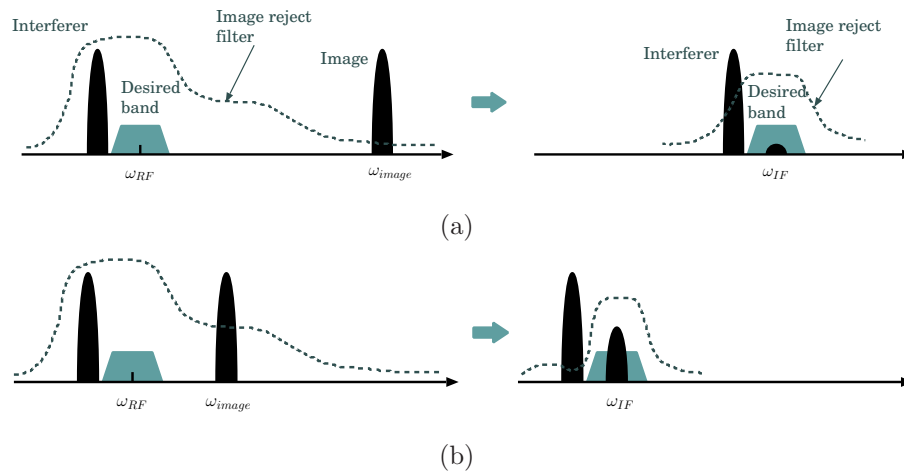 Interferer
Image reject
filter
Image
Desired
band
ω_RF
ω_image
Interferer
Image reject
filter
Desired
band
ω_IF
(a)
ω_RF
ω_image
ω_IF
(b)